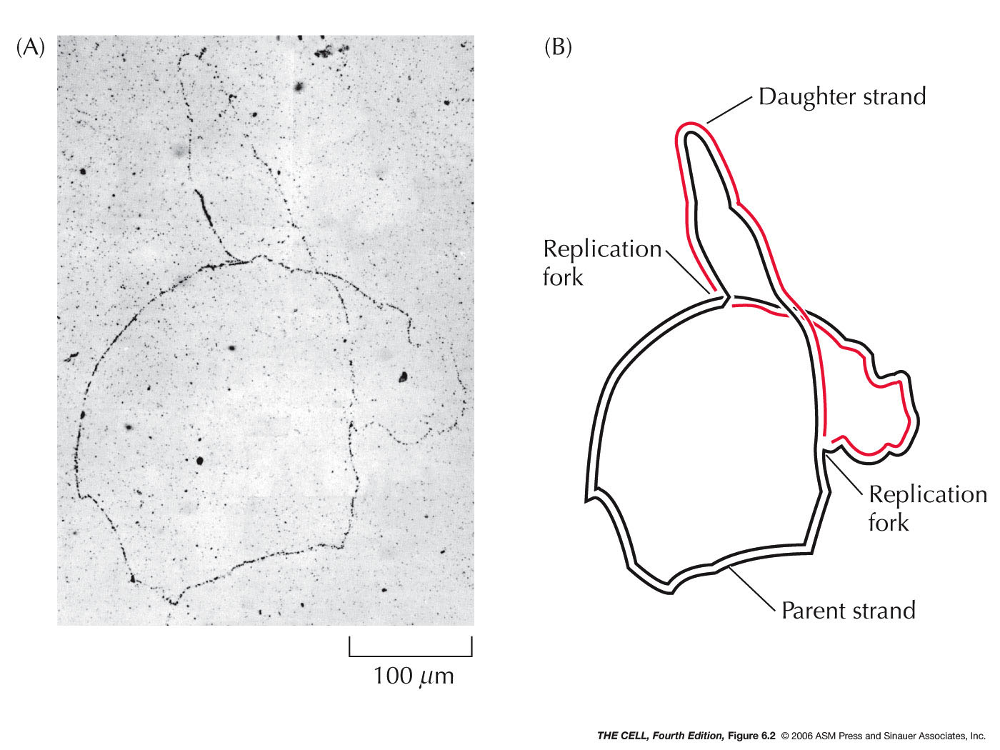 (A)
(B)
Daughter strand
Replication
fork
Replication
fork
Parent strand
100 μm
THE CELL, Fourth Edition, Figure 6.2 © 2006 ASM Press and Sinauer Associates, Inc.